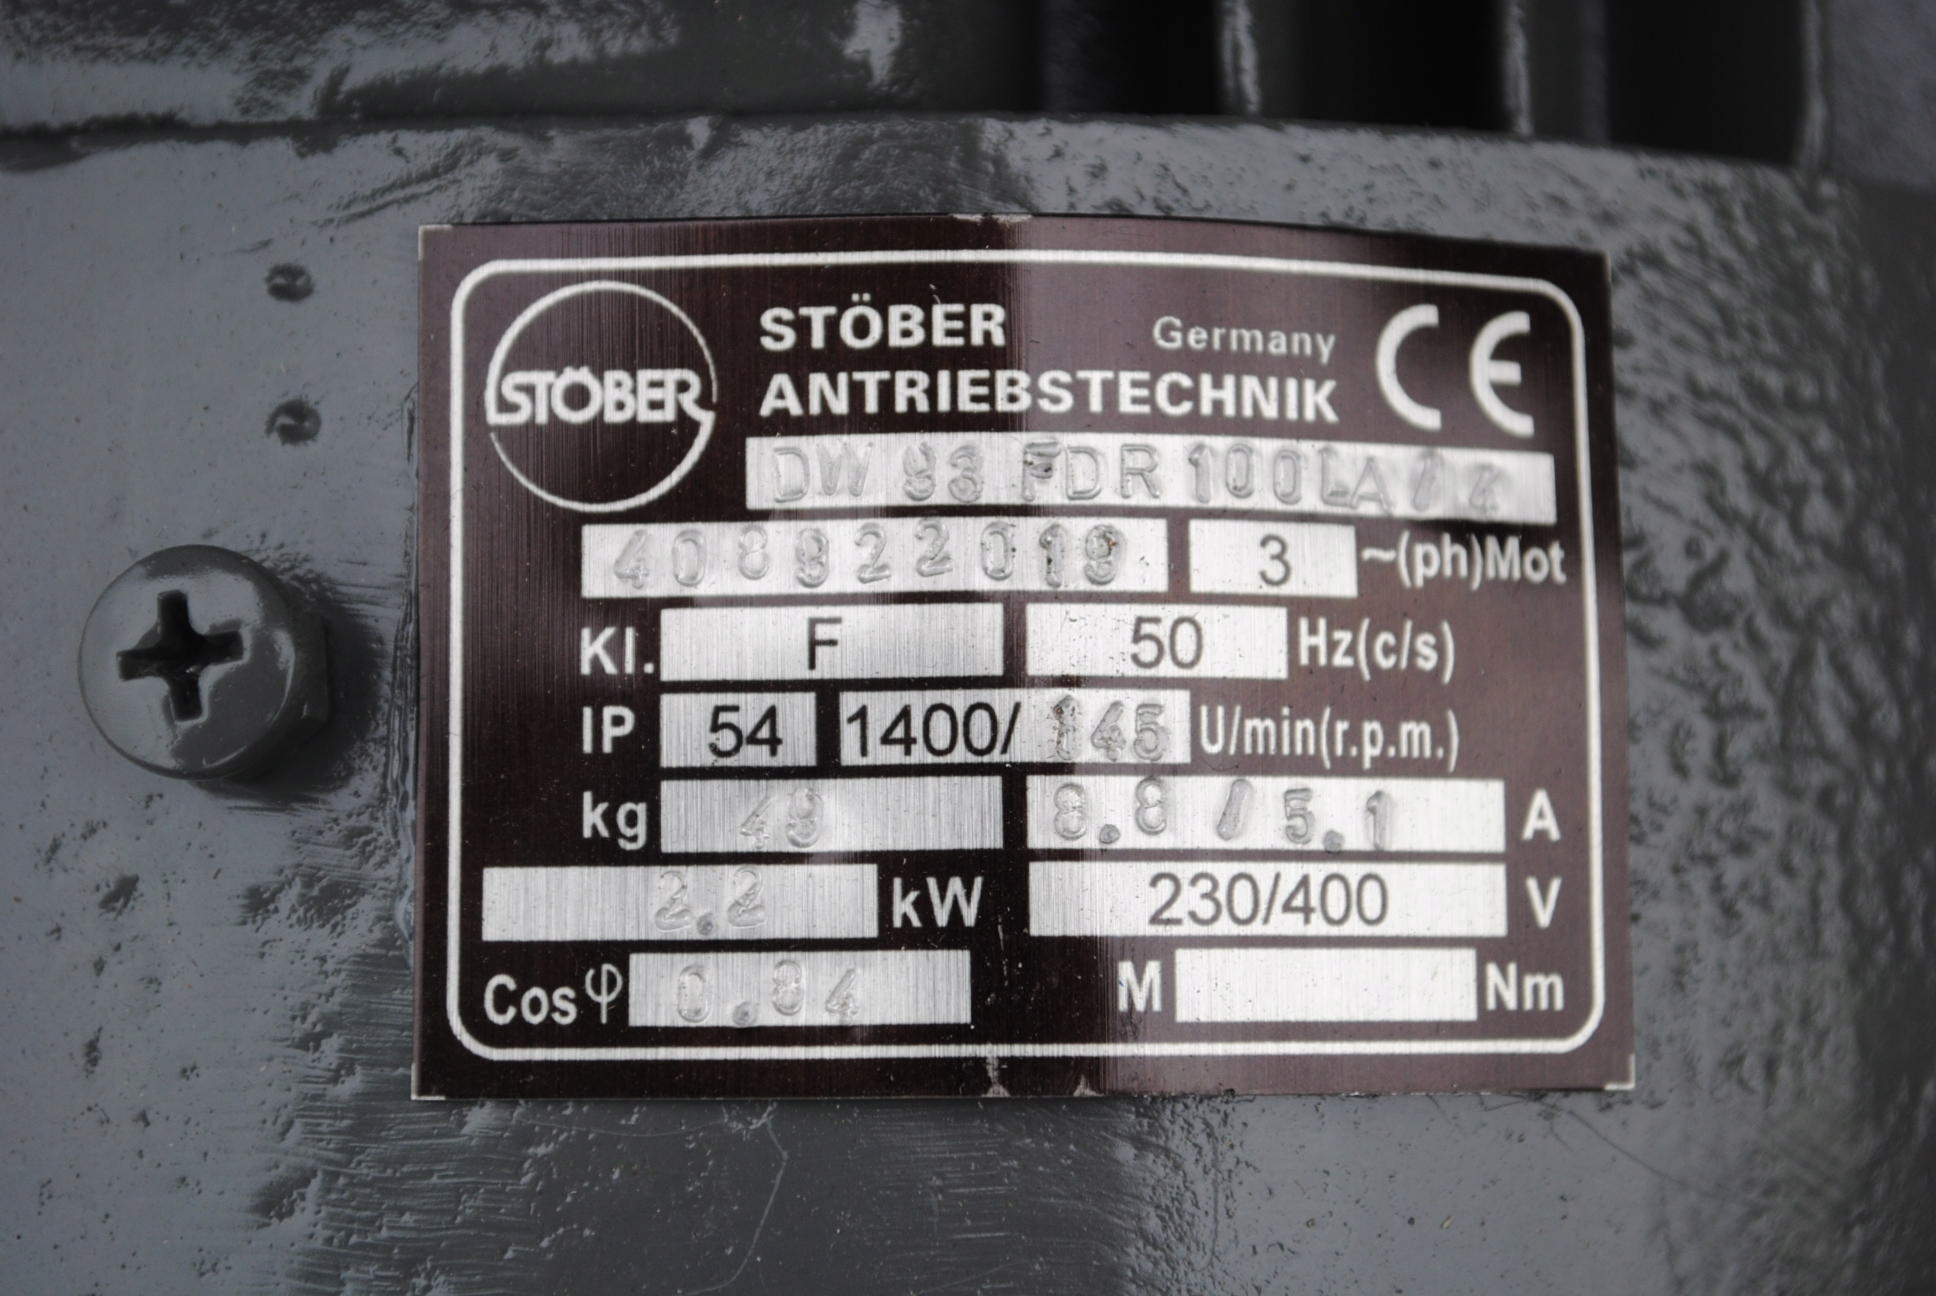 STÖBER
STÖBER Germany CE
ANTRIEBSTECHNIK
DW 93 FDR 100LA/4
408922019 3 ~(ph)Mot
Kl. F 50 Hz(c/s)
IP 54 1400/145 U/min(r.p.m.)
kg 49 8.8/5.1 A
2.2 kW 230/400 V
Cos φ 0.84 M Nm